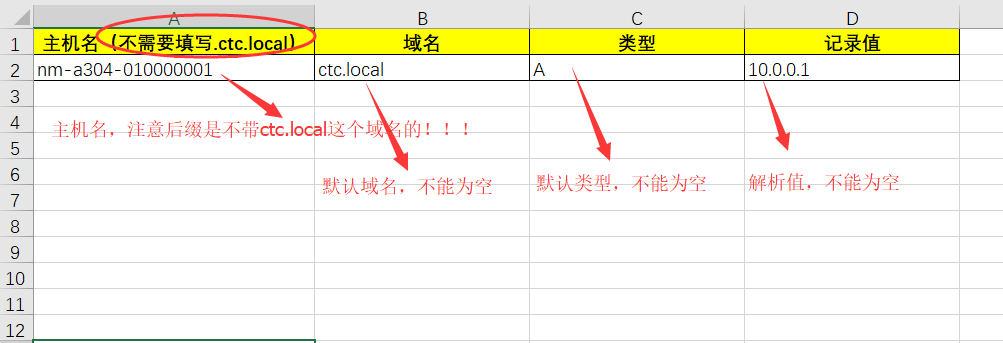 A B C D
1 主机名（不需要填写.ctc.local） 域名 类型 记录值
2 nm-a304-010000001 ctc.local A 10.0.0.1
3
4
主机名，注意后缀是不带ctc.local这个域名的！！！
5
6
默认域名，不能为空 默认类型，不能为空 解析值，不能为空
7
8
9
10
11
12